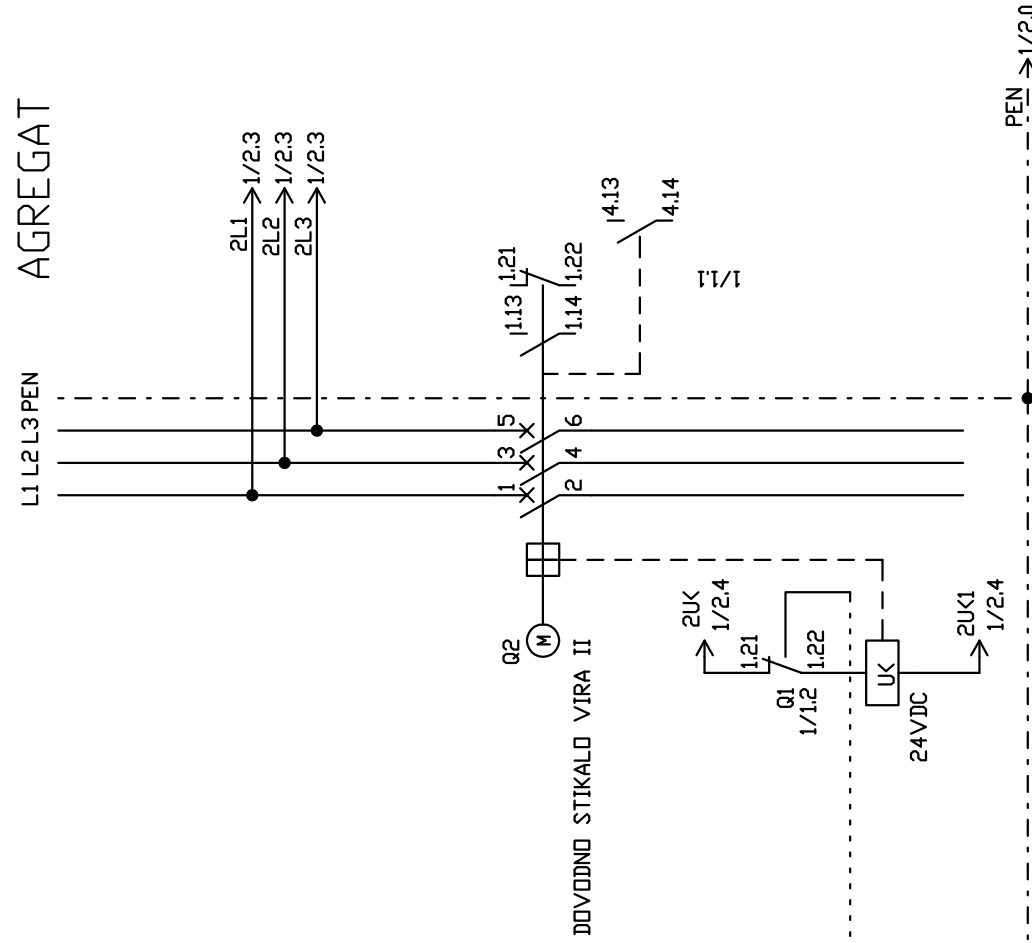 AGREGAT
L1 L2 L3 PEN
2L1
1/2.3
2L2
1/2.3
2L3
1/2.3
1
3
5
2
4
6
1.13
1.14
1.21
1.22
4.13
4.14
1/1.1
Q2
M
DOVODNO STIKALO VIRA II
2UK
1/2.4
1.21
1.22
Q1
1/1.2
UK
24VDC
2UK1
1/2.4
PEN
1/2.0